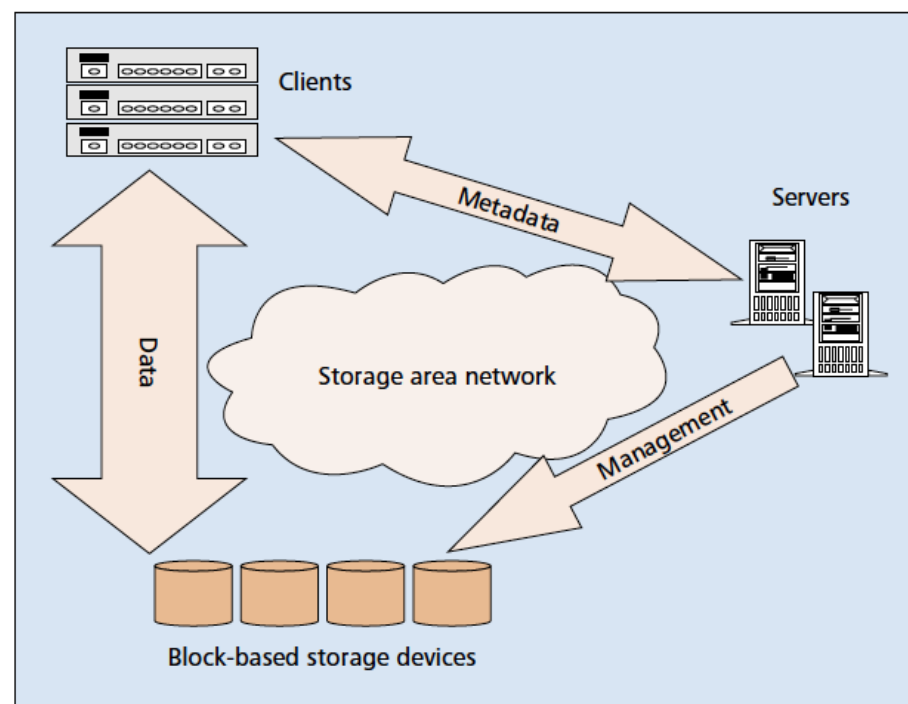 Clients
Metadata
Servers
Data
Storage area network
Management
Block-based storage devices